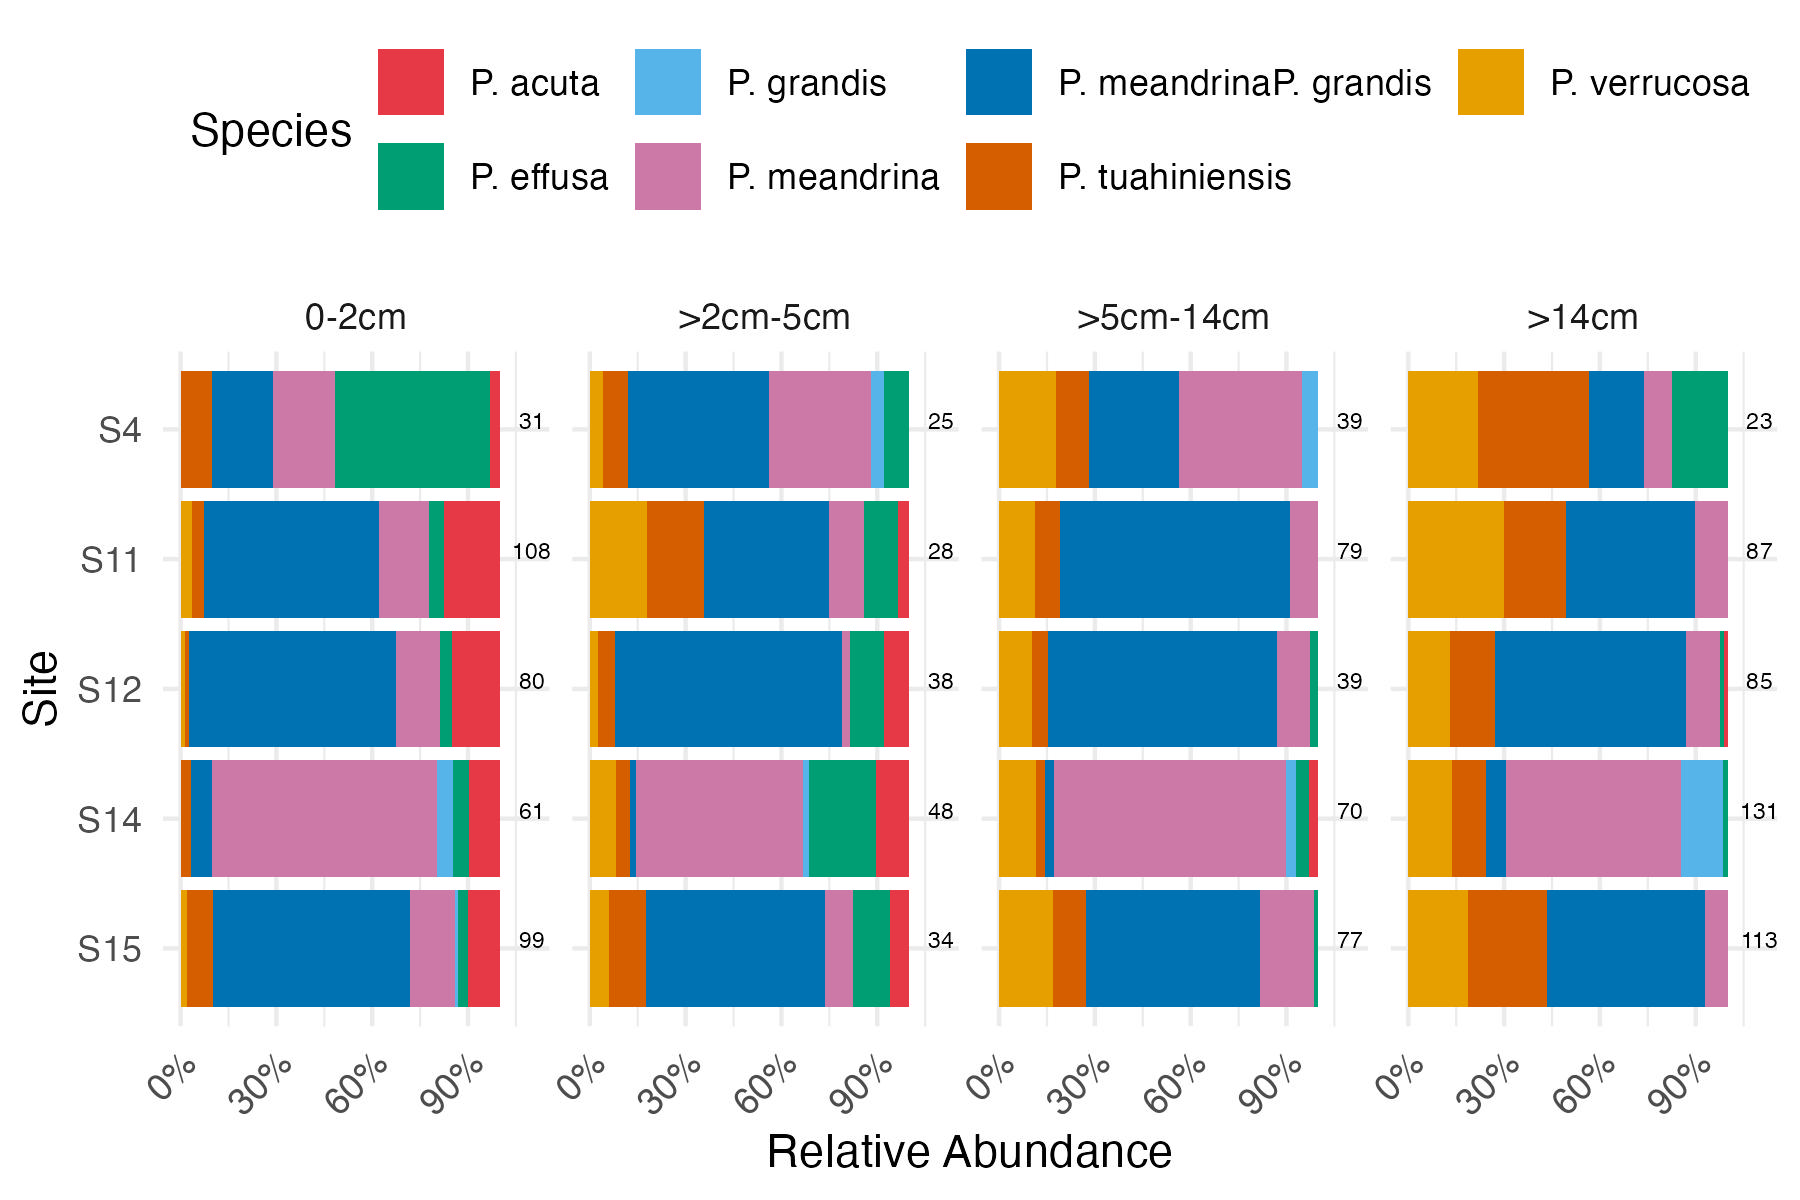 Species
P. acuta P. grandis P. meandrinaP. grandis P. verrucosa
P. effusa P. meandrina P. tuahiniensis
0-2cm >2cm-5cm >5cm-14cm >14cm
Site
S4 31 25 39 23
S11 108 28 79 87
S12 80 38 39 85
S14 61 48 70 131
S15 99 34 77 113
0% 30% 60% 90% 0% 30% 60% 90% 0% 30% 60% 90% 0% 30% 60% 90%
Relative Abundance